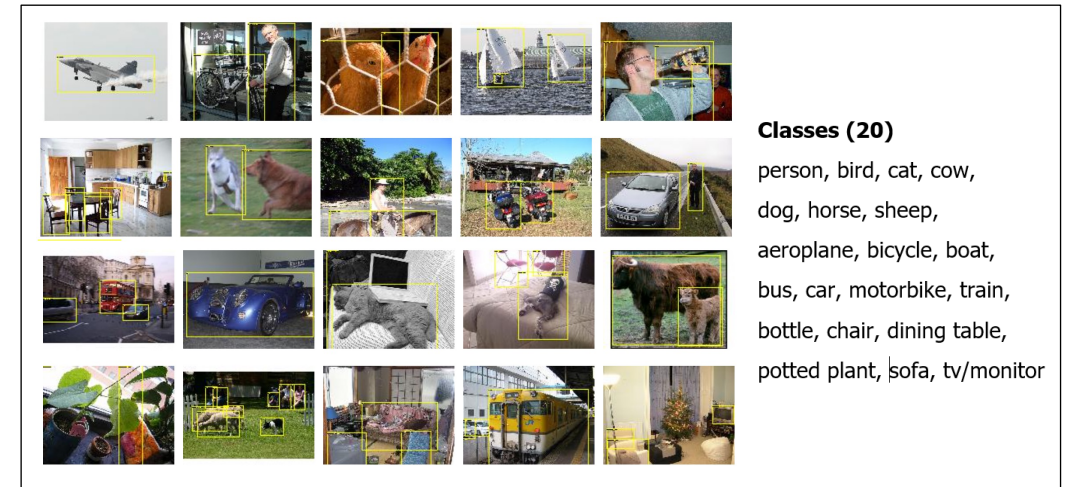 Classes (20)
person, bird, cat, cow,
dog, horse, sheep,
aeroplane, bicycle, boat,
bus, car, motorbike, train,
bottle, chair, dining table,
potted plant, sofa, tv/monitor